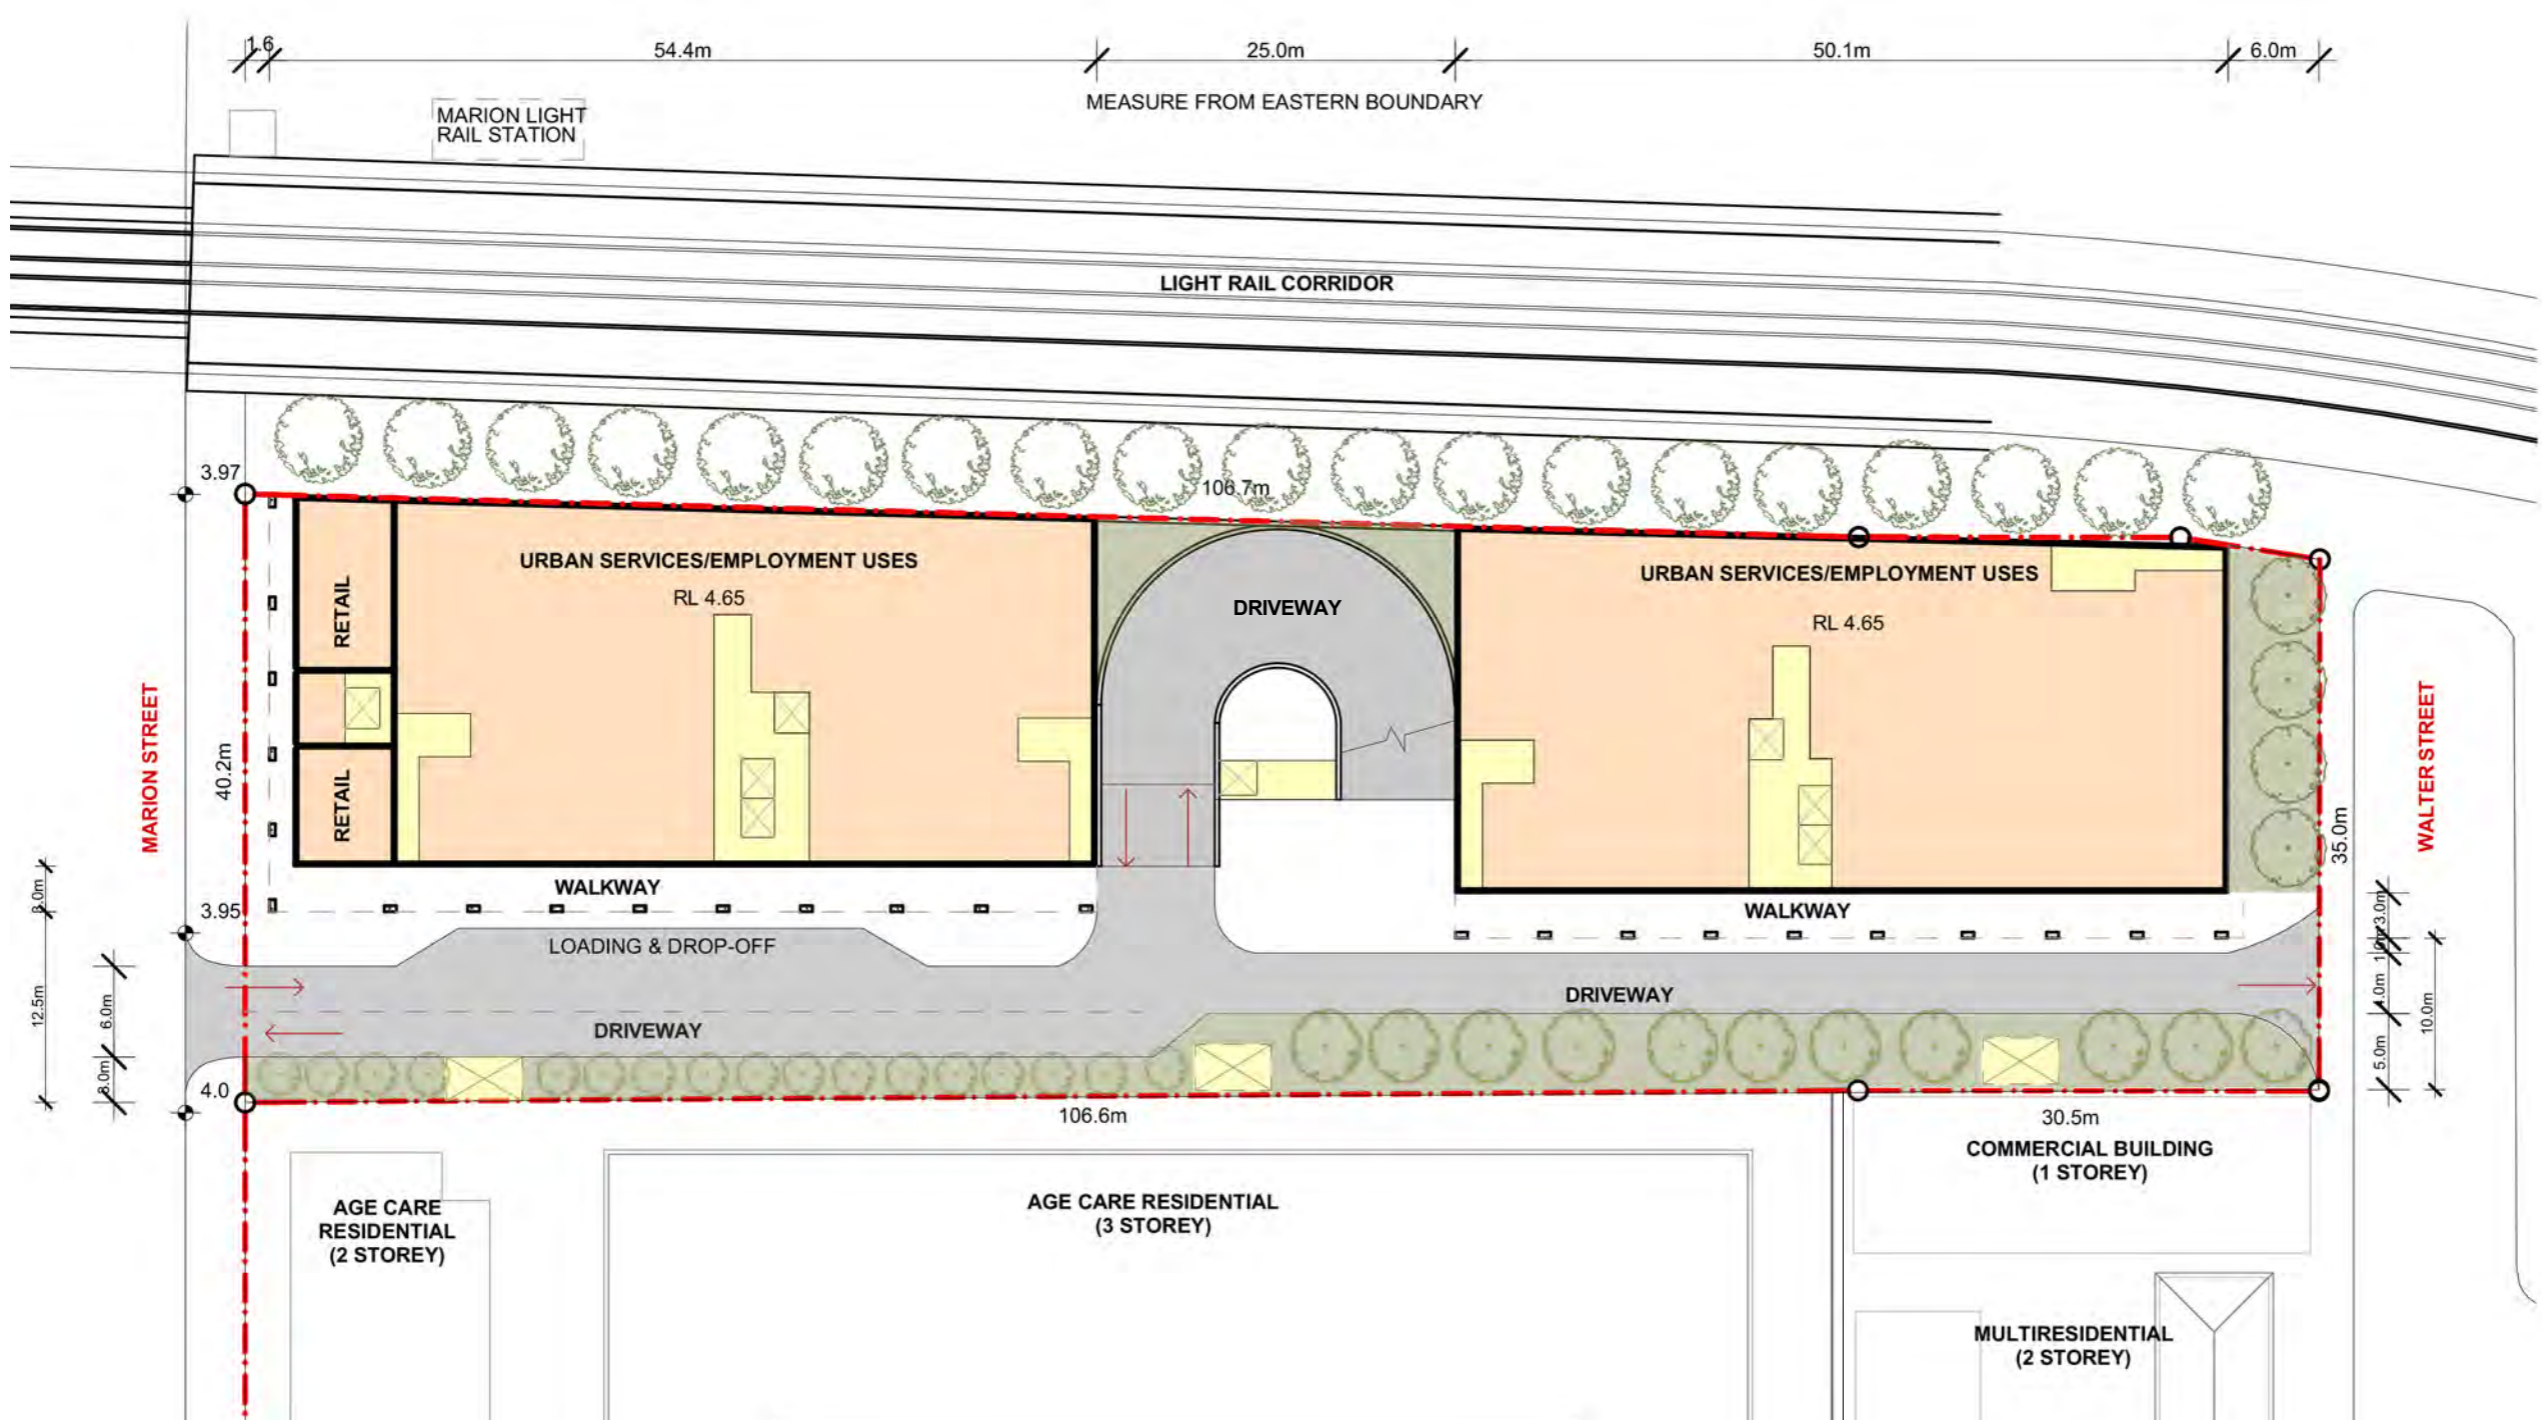 1.6
54.4m
25.0m
50.1m
6.0m
MEASURE FROM EASTERN BOUNDARY
MARION LIGHT
RAIL STATION
LIGHT RAIL CORRIDOR
3.97
106.7m
URBAN SERVICES/EMPLOYMENT USES
RL 4.65
RETAIL
RETAIL
DRIVEWAY
URBAN SERVICES/EMPLOYMENT USES
RL 4.65
MARION STREET
40.2m
WALTER STREET
35.0m
WALKWAY
3.95
LOADING & DROP-OFF
WALKWAY
DRIVEWAY
DRIVEWAY
12.5m
6.0m
3.0m
5.0m
10.0m
4.0
106.6m
30.5m
COMMERCIAL BUILDING
(1 STOREY)
AGE CARE
RESIDENTIAL
(2 STOREY)
AGE CARE RESIDENTIAL
(3 STOREY)
MULTIRESIDENTIAL
(2 STOREY)